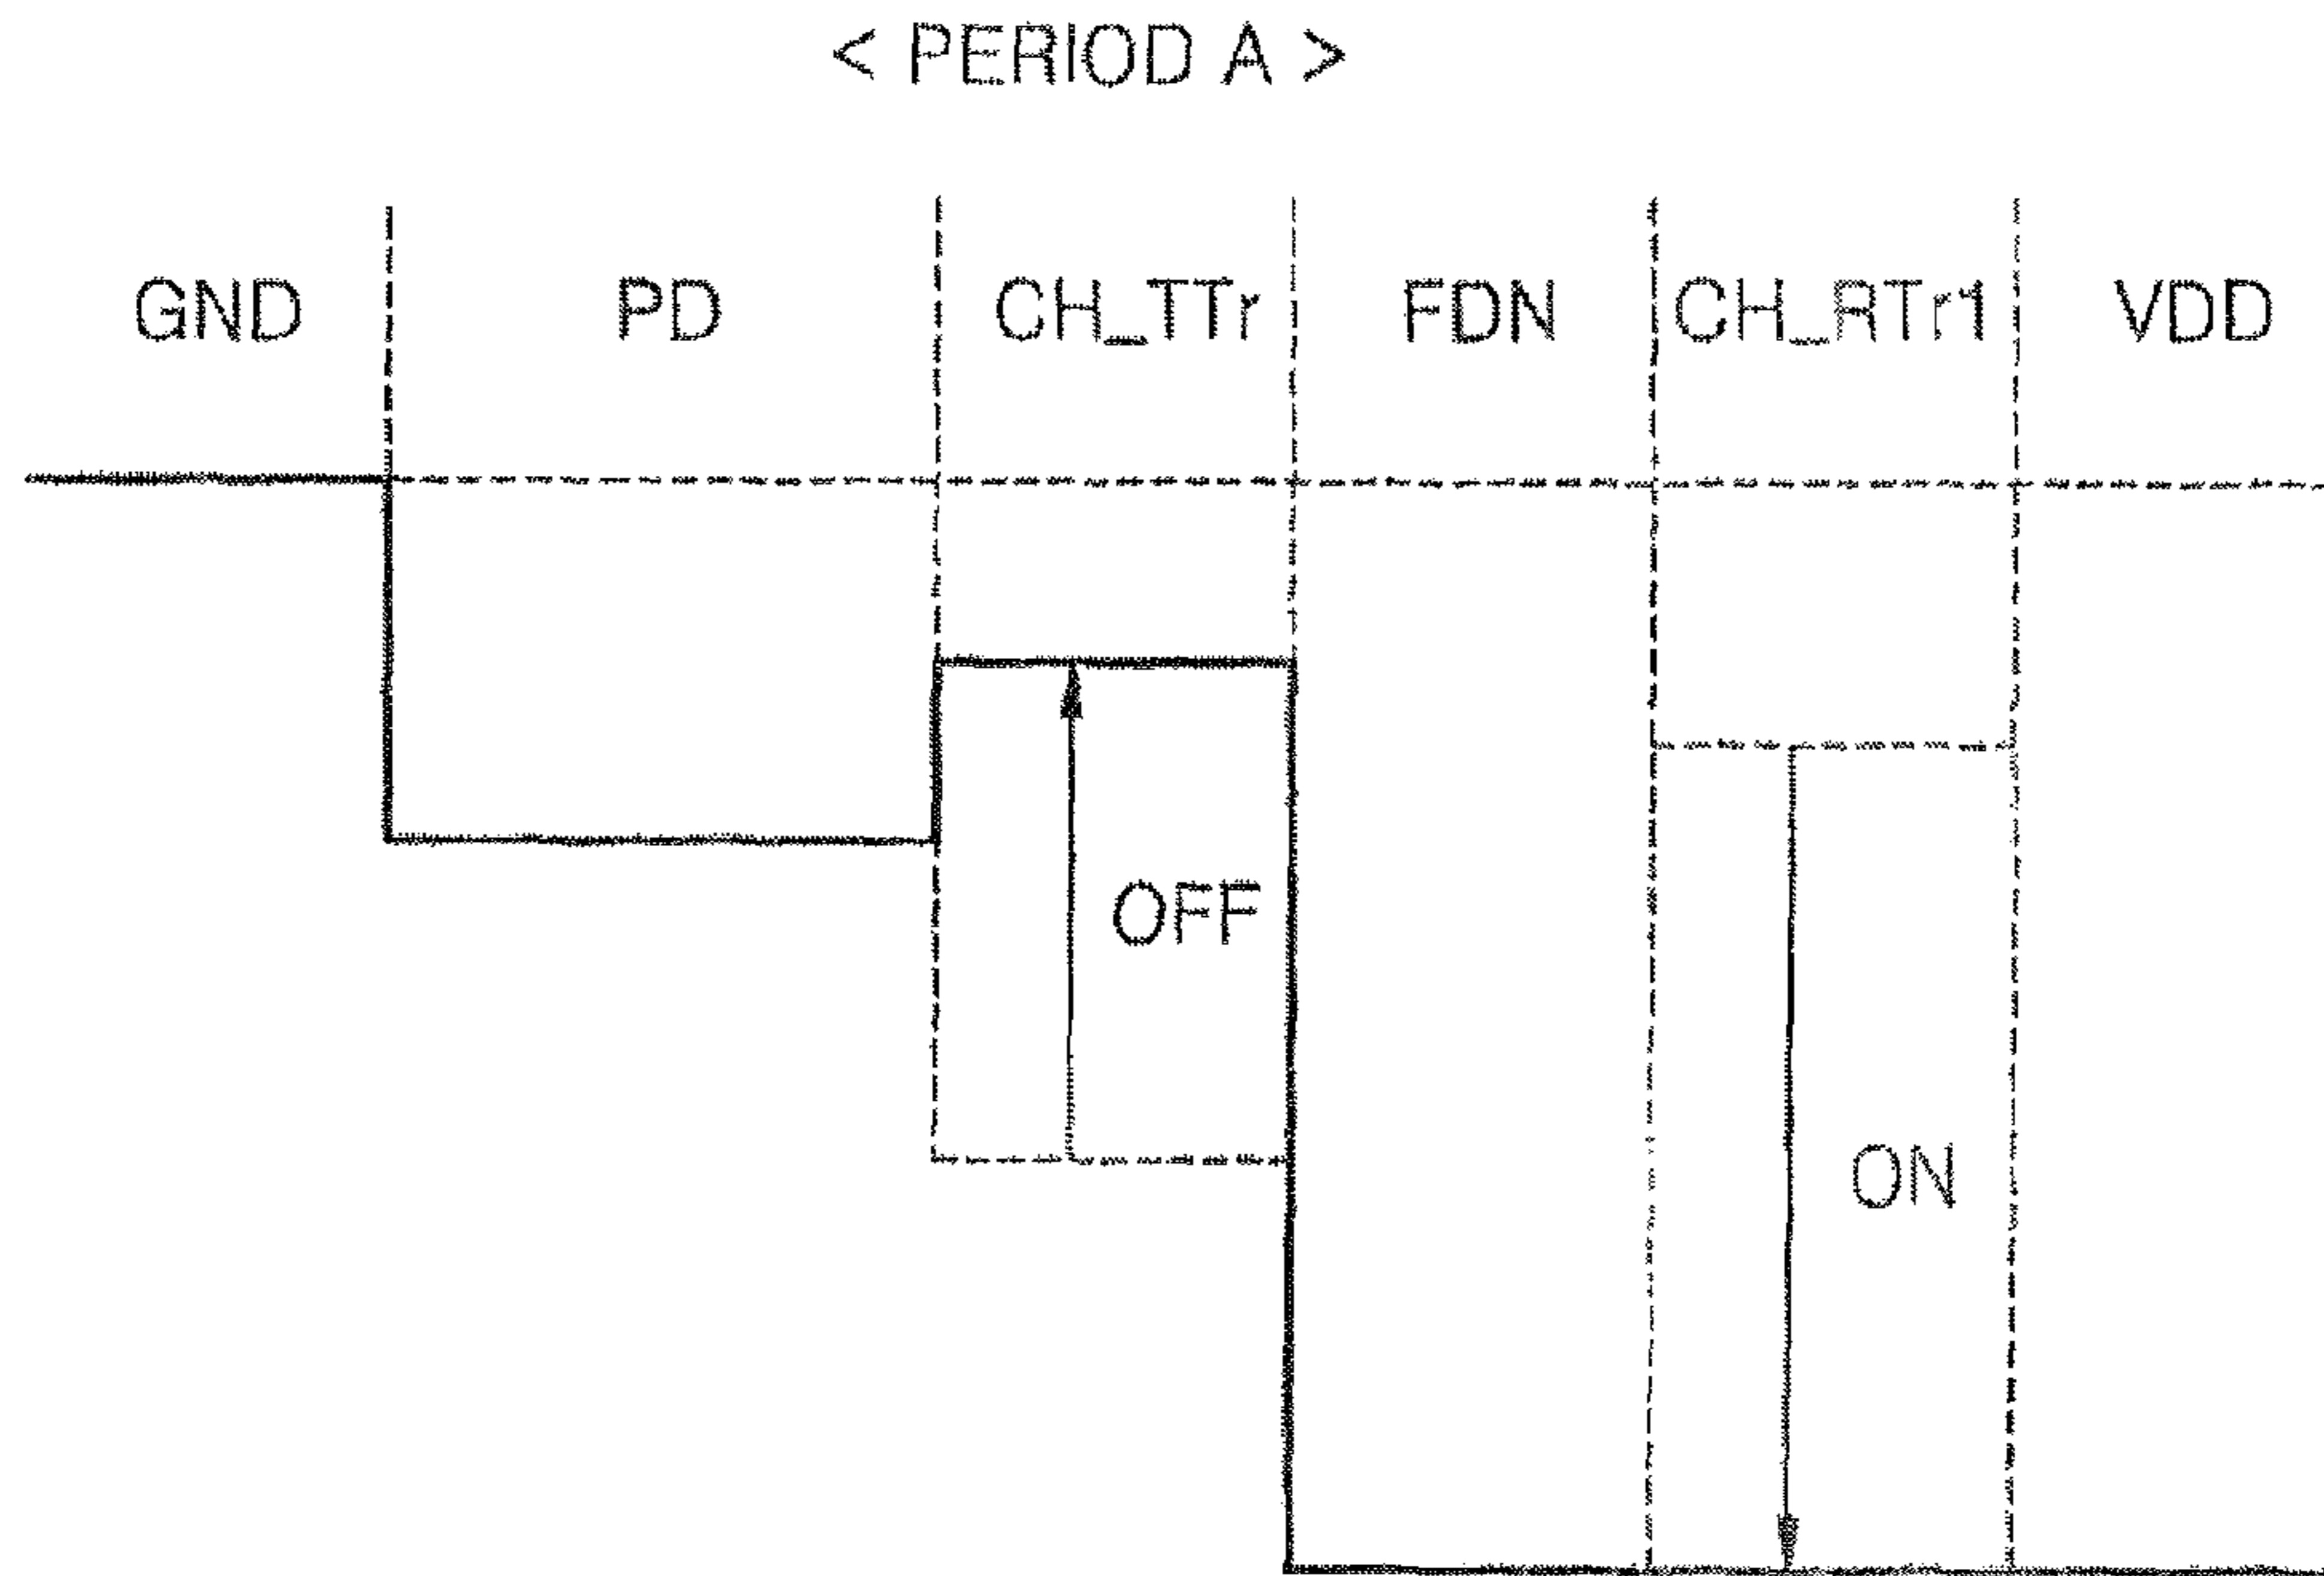 < PERIOD A >
GND PD CH_TTr FDN CH_RTr1 VDD
OFF
ON